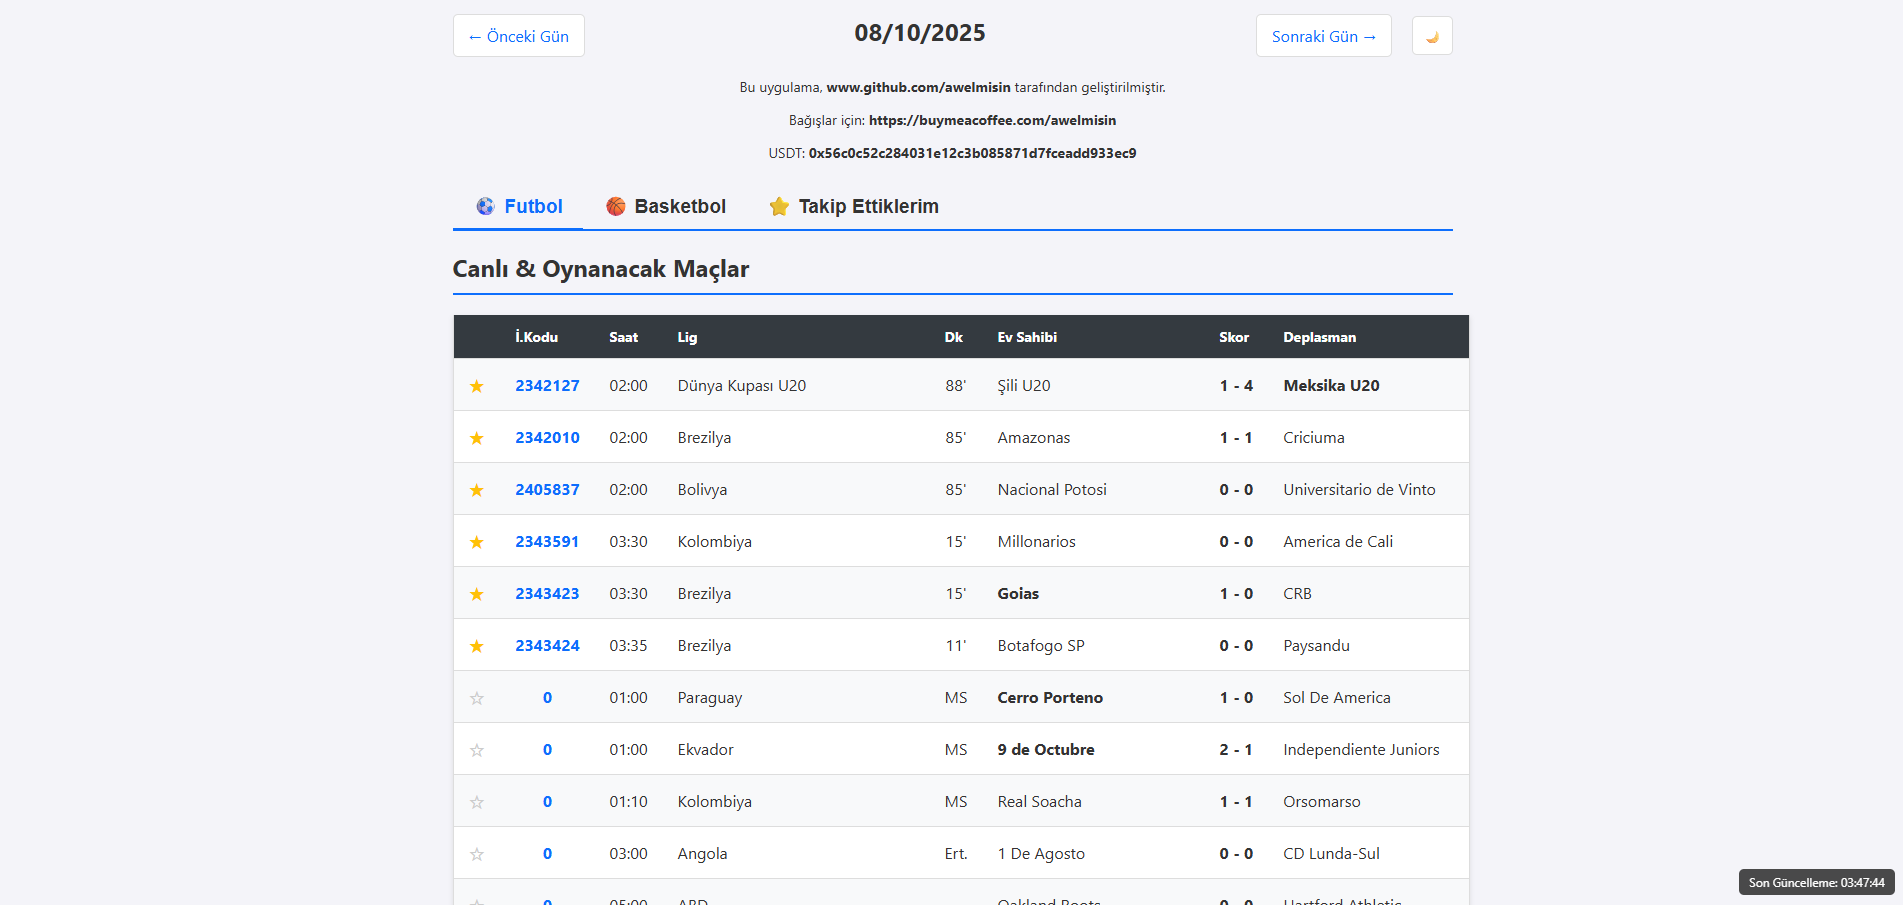 ← Önceki Gün
08/10/2025
Sonraki Gün →
Bu uygulama, www.github.com/awelmisin tarafından geliştirilmiştir.
Bağışlar için: https://buymeacoffee.com/awelmisin
USDT: 0x56c0c52c284031e12c3b085871d7fceadd933ec9
Futbol Basketbol Takip Ettiklerim
Canlı & Oynanacak Maçlar
İ.Kodu Saat Lig Dk Ev Sahibi Skor Deplasman
★ 2342127 02:00 Dünya Kupası U20 88' Şili U20 1 - 4 Meksika U20
★ 2342010 02:00 Brezilya 85' Amazonas 1 - 1 Criciuma
★ 2405837 02:00 Bolivya 85' Nacional Potosi 0 - 0 Universitario de Vinto
★ 2343591 03:30 Kolombiya 15' Millonarios 0 - 0 America de Cali
★ 2343423 03:30 Brezilya 15' Goias 1 - 0 CRB
★ 2343424 03:35 Brezilya 11' Botafogo SP 0 - 0 Paysandu
☆ 0 01:00 Paraguay MS Cerro Porteno 1 - 0 Sol De America
☆ 0 01:00 Ekvador MS 9 de Octubre 2 - 1 Independiente Juniors
☆ 0 01:10 Kolombiya MS Real Soacha 1 - 1 Orsomarso
☆ 0 03:00 Angola Ert. 1 De Agosto 0 - 0 CD Lunda-Sul
☆ 0 05:00 ABD Oakland Roots 0 - 0 Hartford Athletic
Son Güncelleme: 03:47:44